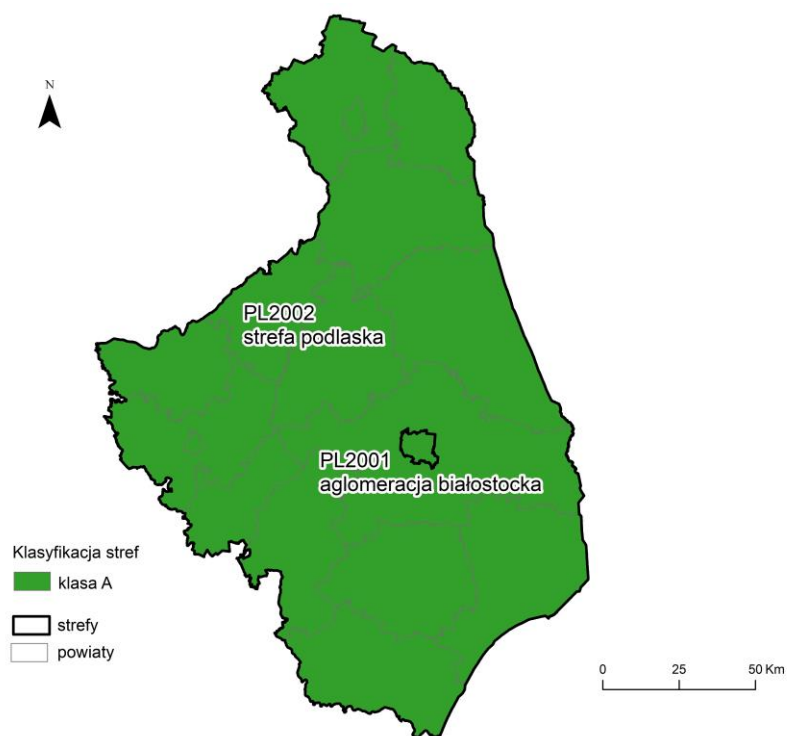 N
PL2002
strefa podlaska
PL2001
aglomeracja białostocka
Klasyfikacja stref
klasa A
strefy
powiaty
0 25 50 Km